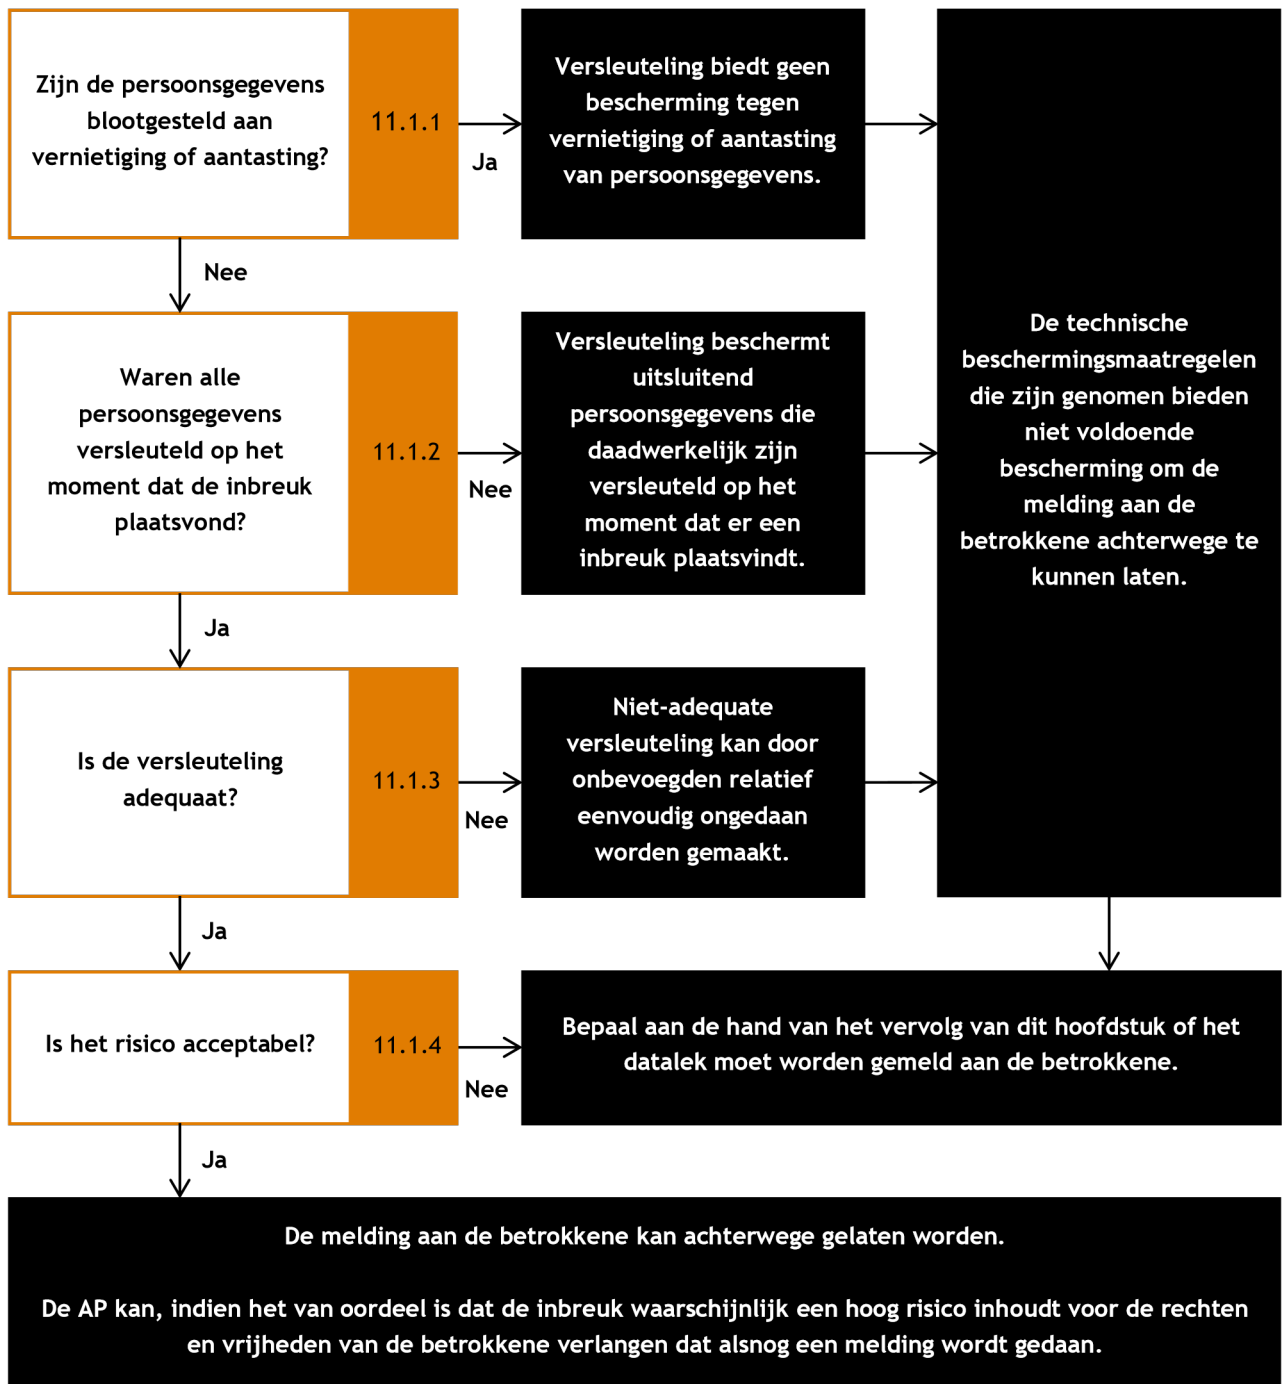 Zijn de persoonsgegevens
blootgesteld aan
vernietiging of aantasting?
11.1.1
Ja
Versleuteling biedt geen
bescherming tegen
vernietiging of aantasting
van persoonsgegevens.
Nee
Waren alle
persoonsgegevens
versleuteld op het
moment dat de inbreuk
plaatsvond?
11.1.2
Nee
Versleuteling beschermt
uitsluitend
persoonsgegevens die
daadwerkelijk zijn
versleuteld op het
moment dat er een
inbreuk plaatsvindt.
De technische
beschermingsmaatregelen
die zijn genomen bieden
niet voldoende
bescherming om de
melding aan de
betrokkene achterwege te
kunnen laten.
Ja
Is de versleuteling
adequaat?
11.1.3
Nee
Niet-adequate
versleuteling kan door
onbevoegden relatief
eenvoudig ongedaan
worden gemaakt.
Ja
Is het risico acceptabel?
11.1.4
Nee
Bepaal aan de hand van het vervolg van dit hoofdstuk of het
datalek moet worden gemeld aan de betrokkene.
Ja
De melding aan de betrokkene kan achterwege gelaten worden.
De AP kan, indien het van oordeel is dat de inbreuk waarschijnlijk een hoog risico inhoudt voor de rechten
en vrijheden van de betrokkene verlangen dat alsnog een melding wordt gedaan.